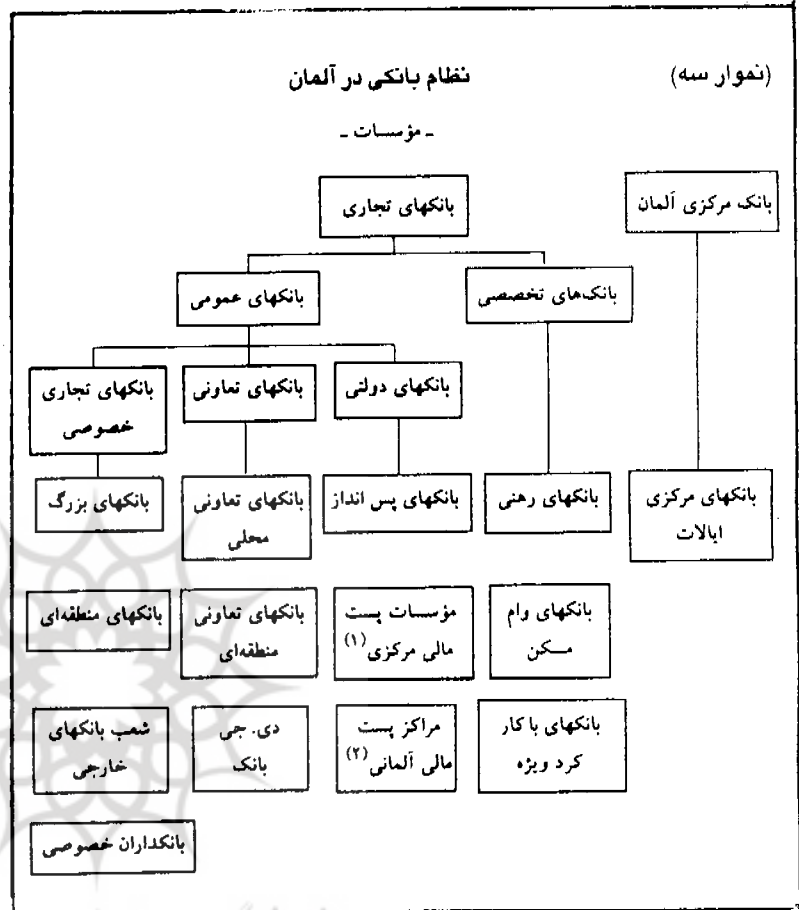 (نموار سه) نظام بانکی در آلمان
ـ مؤسسات ـ
بانک مرکزی آلمان
بانکهای تجاری
بانک‌های تخصصی
بانکهای عمومی
بانکهای دولتی
بانکهای تعاونی
بانکهای تجاری
خصوصی
بانکهای مرکزی
ایالات
بانکهای رهنی
بانکهای پس انداز
بانکهای تعاونی
محلی
بانکهای بزرگ
بانکهای وام
مسکن
مؤسسات پست
مالی مرکزی (۱)
بانکهای تعاونی
منطقه‌ای
بانکهای منطقه‌ای
بانکهای با کار
کرد ویژه
مراکز پست
مالی آلمانی (۲)
دی. جی
بانک
شعب بانکهای
خارجی
بانکداران خصوصی